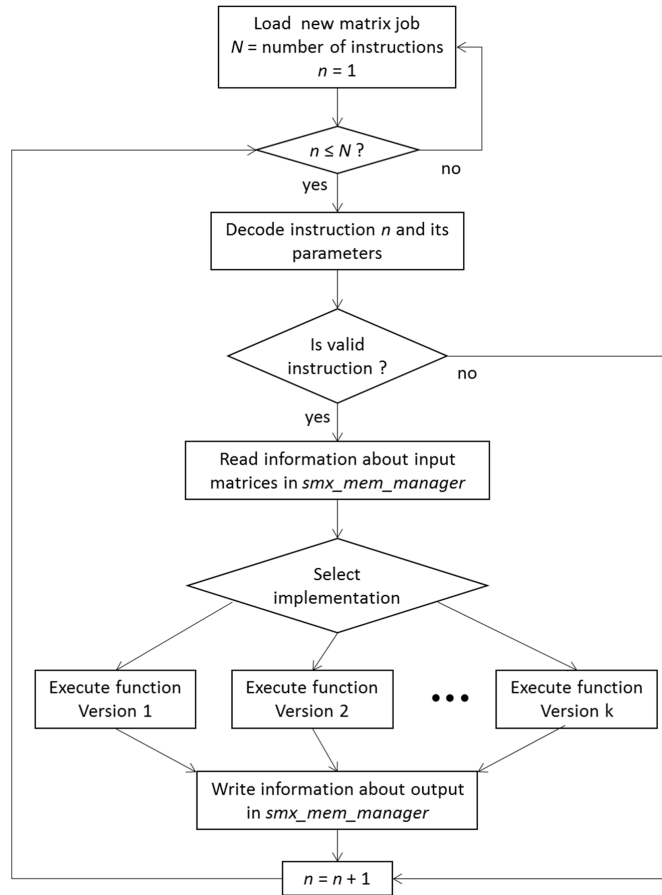 Load new matrix job
N = number of instructions
n = 1
n ≤ N ?
no
yes
Decode instruction n and its
parameters
Is valid
instruction ?
no
yes
Read information about input
matrices in smx_mem_manager
Select
implementation
Execute function
Version 1
Execute function
Version 2
•••
Execute function
Version k
Write information about output
in smx_mem_manager
n = n + 1